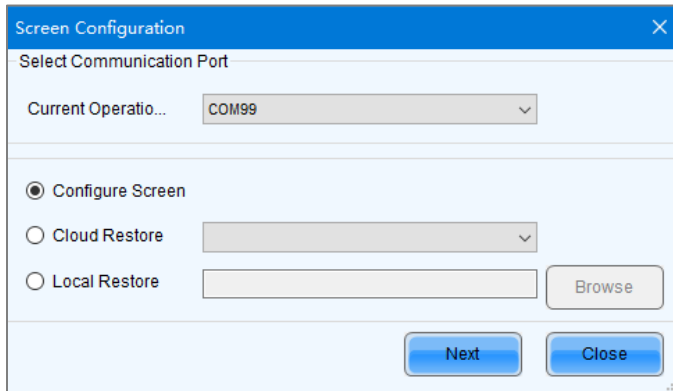 Screen Configuration
Select Communication Port
Current Operatio... COM99
Configure Screen
Cloud Restore
Local Restore Browse
Next Close